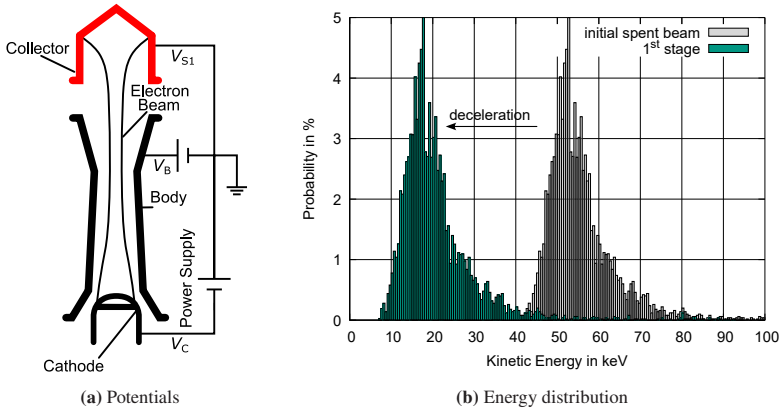 Collector
V_S1
Electron
Beam
V_B
Body
Power Supply
V_C
Cathode
(a) Potentials
initial spent beam
1st stage
deceleration
Probability in %
5
4
3
2
1
0
0 10 20 30 40 50 60 70 80 90 100
Kinetic Energy in keV
(b) Energy distribution